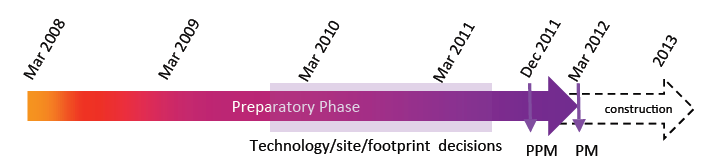 Mar 2008
Mar 2009
Mar 2010
Mar 2011
Dec 2011
Mar 2012
2013
Preparatory Phase
construction
Technology/site/footprint decisions
PPM
PM